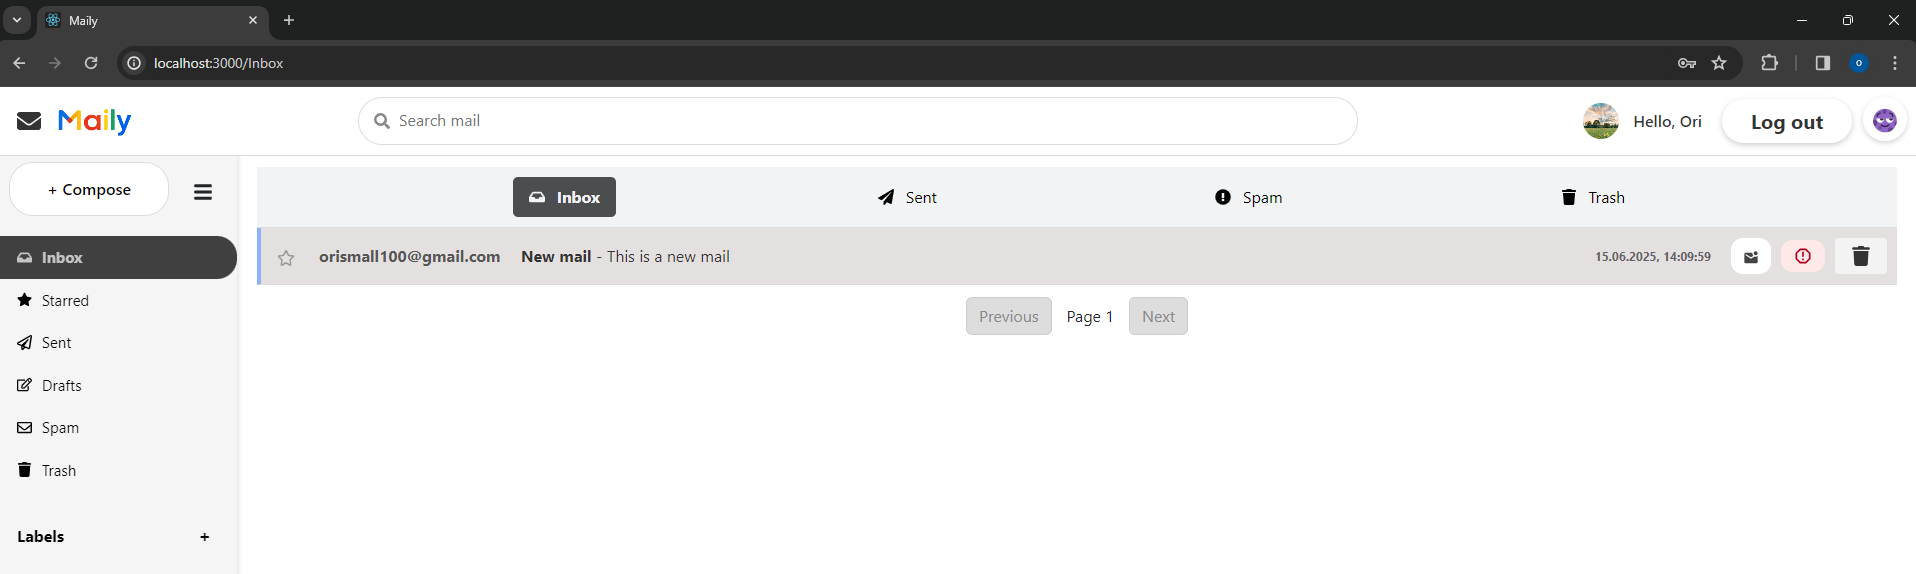 Maily
localhost:3000/Inbox
o
Maily
Search mail
Hello, Ori
Log out
+ Compose
Inbox
Sent
Spam
Trash
Inbox
orismall100@gmail.com New mail - This is a new mail 15.06.2025, 14:09:59
Starred
Previous Page 1 Next
Sent
Drafts
Spam
Trash
Labels +